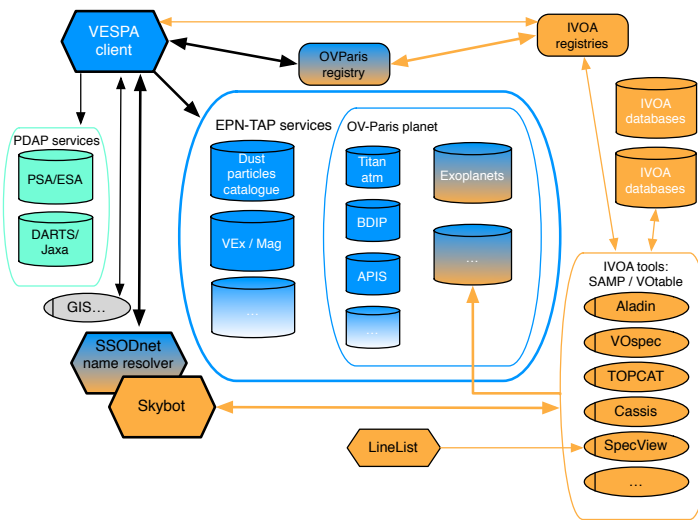 VESPA
client
OVParis
registry
IVOA
registries
IVOA
databases
IVOA
databases
PDAP services
PSA/ESA
DARTS/
Jaxa
GIS...
SSODnet
name resolver
Skybot
EPN-TAP services
Dust
particles
catalogue
VEx / Mag
...
OV-Paris planet
Titan
atm
BDIP
APIS
...
Exoplanets
...
IVOA tools:
SAMP / VOtable
Aladin
VOspec
TOPCAT
Cassis
SpecView
...
LineList